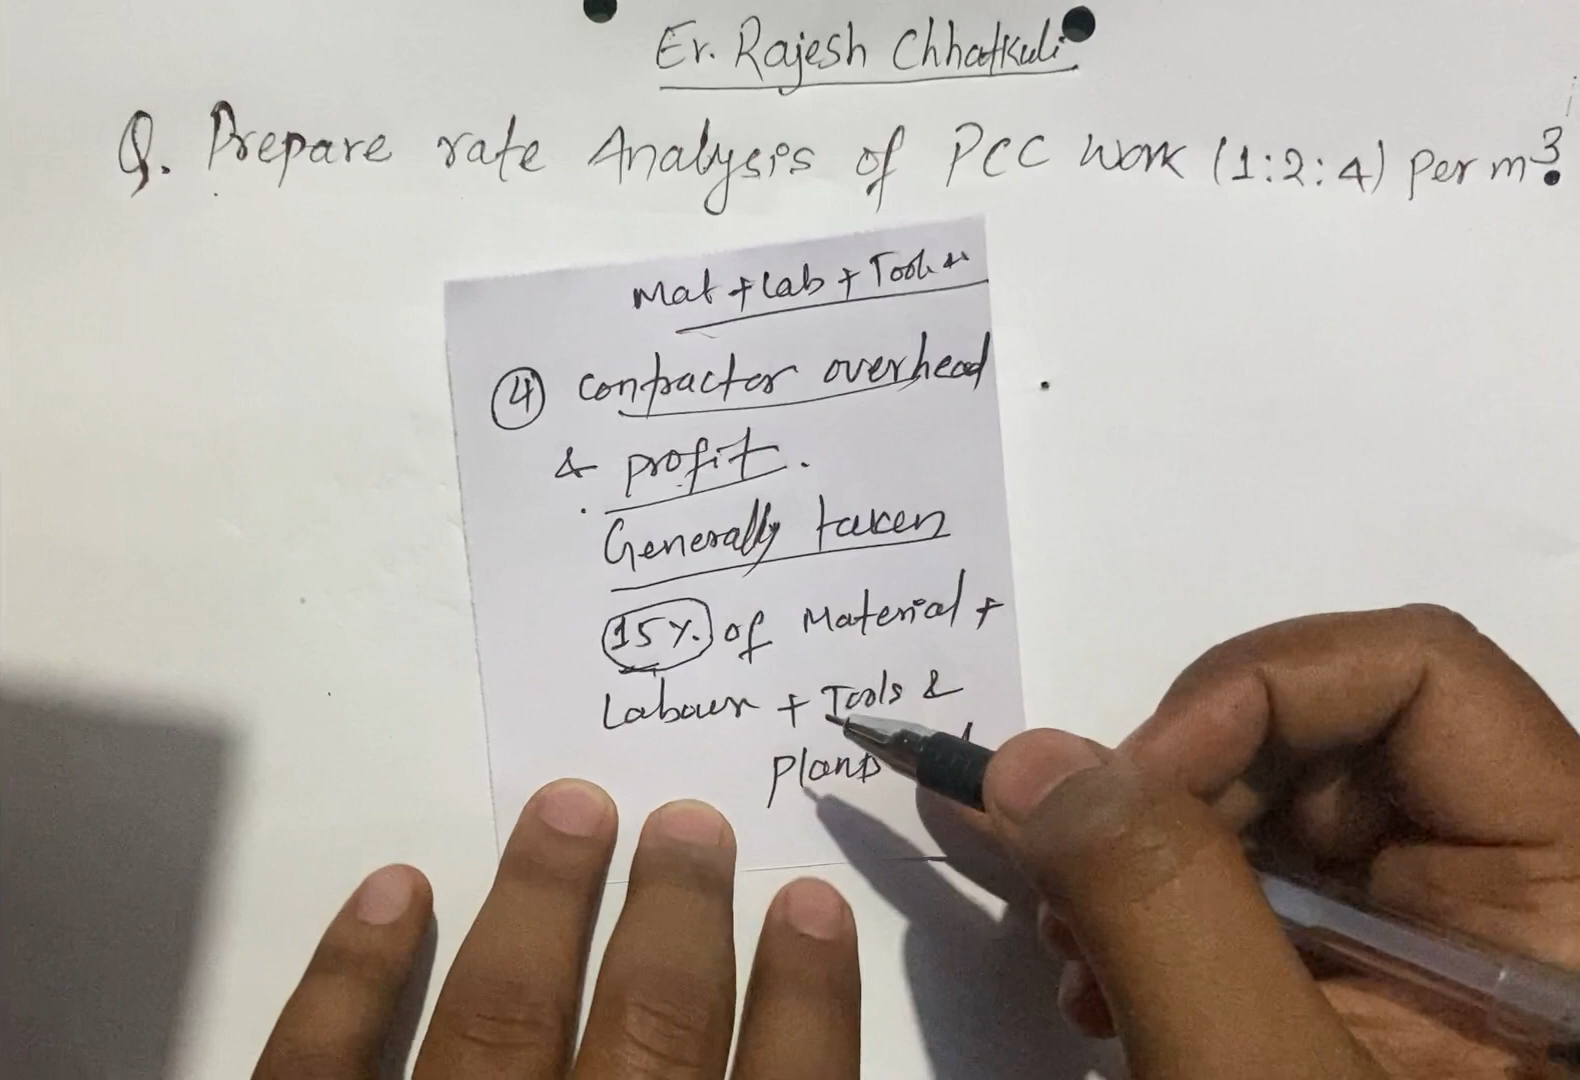 Er. Rajesh Chhatkuli
Q. Prepare rate Analysis of PCC work (1:2:4) per m³?
Mat + Lab + Tools
④ contractor overhead
& profit.
Generally taken
15% of Material +
Labour + Tools &
Plant